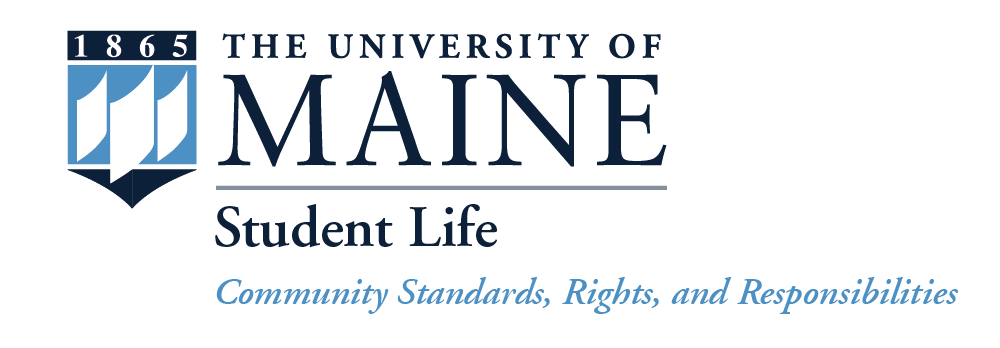 1865
THE UNIVERSITY OF
MAINE
Student Life
Community Standards, Rights, and Responsibilities